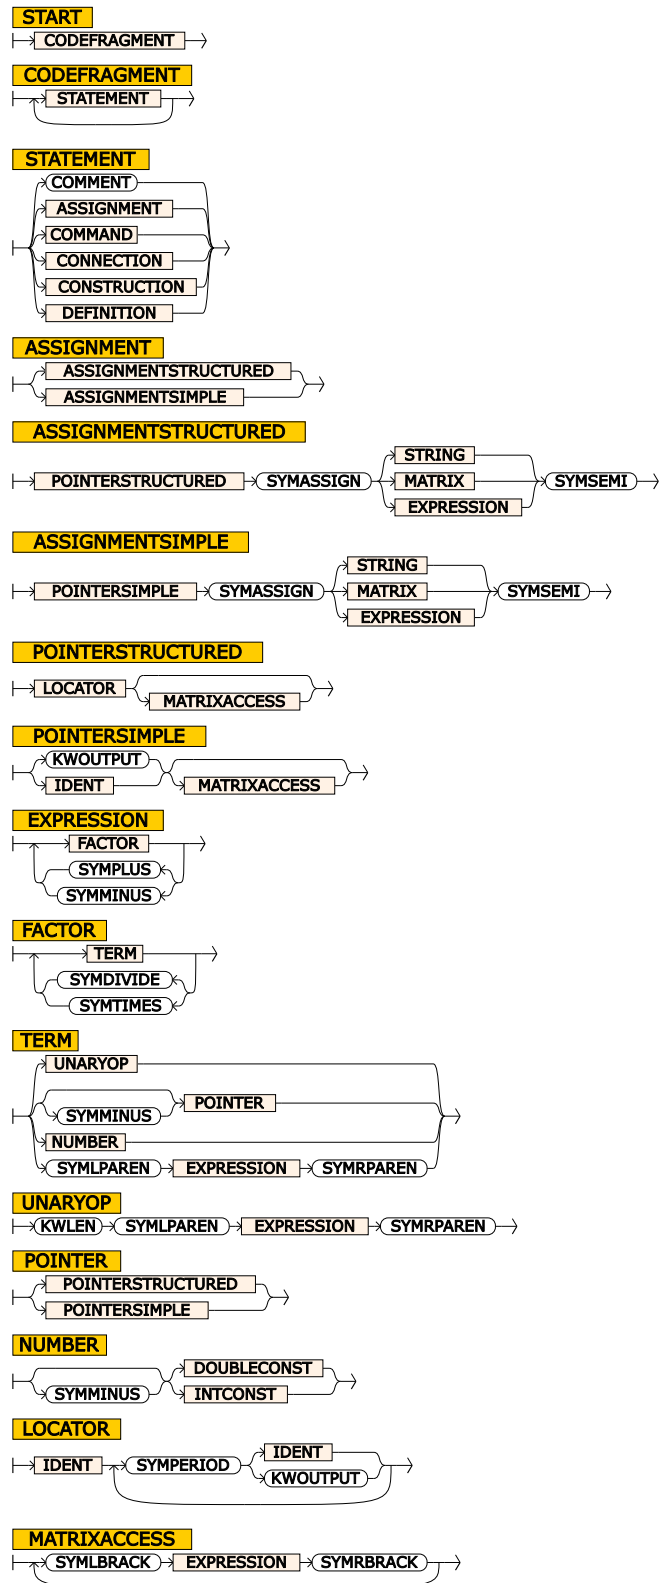 START
CODEFRAGMENT
CODEFRAGMENT
STATEMENT
STATEMENT
COMMENT
ASSIGNMENT
COMMAND
CONNECTION
CONSTRUCTION
DEFINITION
ASSIGNMENT
ASSIGNMENTSTRUCTURED
ASSIGNMENTSIMPLE
ASSIGNMENTSTRUCTURED
STRING
POINTERSTRUCTURED SYMASSIGN MATRIX SYMSEMI
EXPRESSION
ASSIGNMENTSIMPLE
STRING
POINTERSIMPLE SYMASSIGN MATRIX SYMSEMI
EXPRESSION
POINTERSTRUCTURED
LOCATOR
MATRIXACCESS
POINTERSIMPLE
KWOUTPUT
IDENT MATRIXACCESS
EXPRESSION
FACTOR
SYMPLUS
SYMMINUS
FACTOR
TERM
SYMDIVIDE
SYMTIMES
TERM
UNARYOP
POINTER
SYMMINUS
NUMBER
SYMLPAREN EXPRESSION SYMRPAREN
UNARYOP
KWLEN SYMLPAREN EXPRESSION SYMRPAREN
POINTER
POINTERSTRUCTURED
POINTERSIMPLE
NUMBER
DOUBLECONST
SYMMINUS INTCONST
LOCATOR
IDENT
IDENT SYMPERIOD
KWOUTPUT
MATRIXACCESS
SYMLBRACK EXPRESSION SYMRBRACK